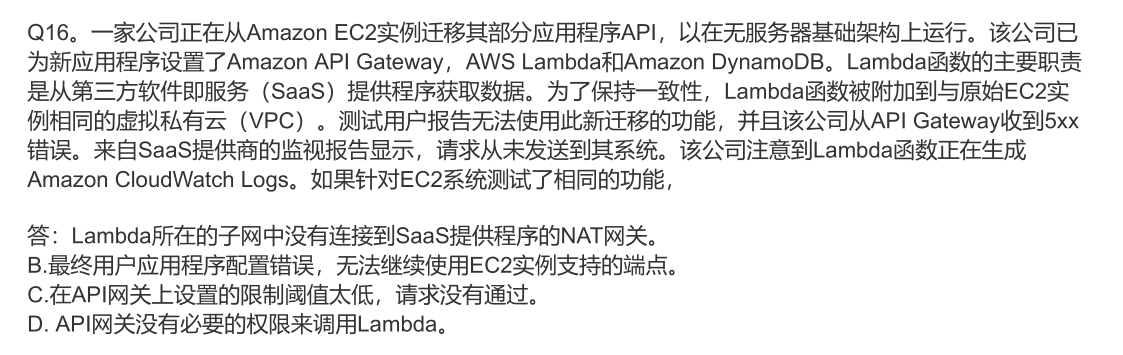 Q16。一家公司正在从Amazon EC2实例迁移其部分应用程序API，以在无服务器基础架构上运行。该公司已
为新应用程序设置了Amazon API Gateway，AWS Lambda和Amazon DynamoDB。Lambda函数的主要职责
是从第三方软件即服务（SaaS）提供程序获取数据。为了保持一致性，Lambda函数被附加到与原始EC2实
例相同的虚拟私有云（VPC）。测试用户报告无法使用此新迁移的功能，并且该公司从API Gateway收到5xx
错误。来自SaaS提供商的监视报告显示，请求从未发送到其系统。该公司注意到Lambda函数正在生成
Amazon CloudWatch Logs。如果针对EC2系统测试了相同的功能，
答：Lambda所在的子网中没有连接到SaaS提供程序的NAT网关。
B.最终用户应用程序配置错误，无法继续使用EC2实例支持的端点。
C.在API网关上设置的限制阈值太低，请求没有通过。
D. API网关没有必要的权限来调用Lambda。